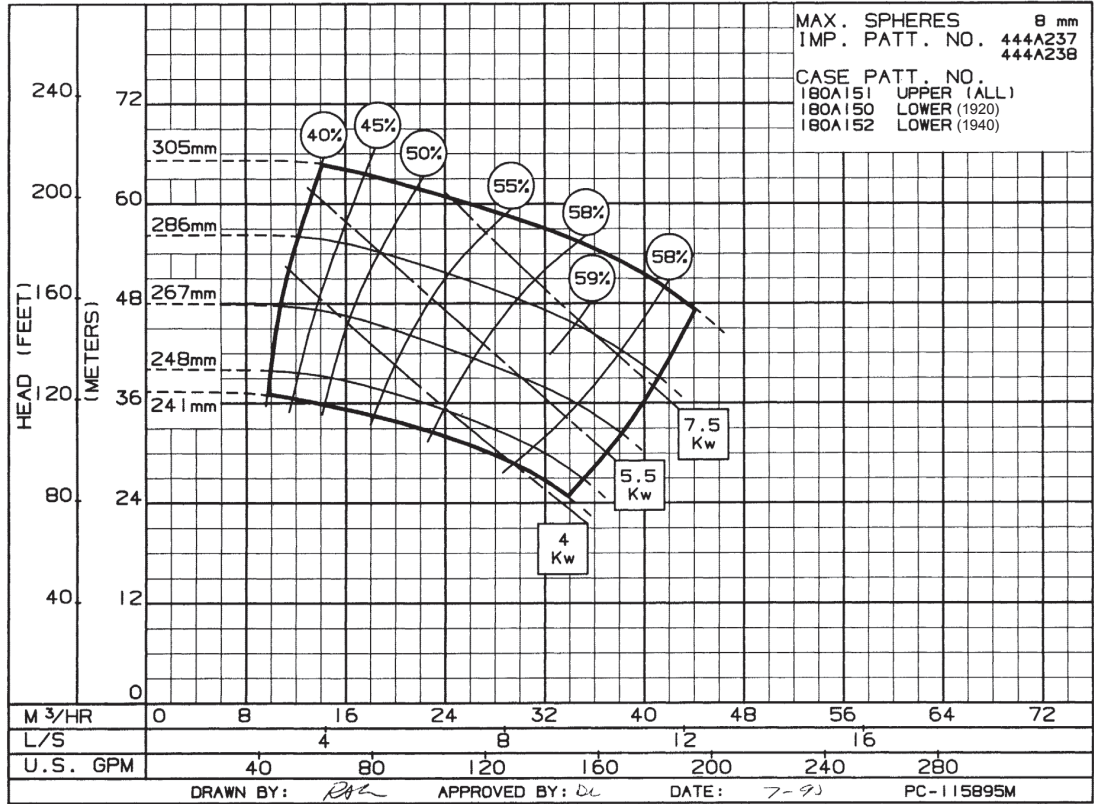 MAX. SPHERES 8 mm
IMP. PATT. NO. 444A237
444A238
CASE PATT. NO.
180A151 UPPER (ALL)
180A150 LOWER (1920)
180A152 LOWER (1940)
HEAD (FEET)
(METERS)
240
200
160
120
80
40
72
60
48
36
24
12
0
305mm
286mm
267mm
248mm
241mm
40%
45%
50%
55%
58%
59%
58%
7.5
Kw
5.5
Kw
4
Kw
M³/HR 0 8 16 24 32 40 48 56 64 72
L/S 4 8 12 16
U.S. GPM 40 80 120 160 200 240 280
DRAWN BY: APPROVED BY: DATE: PC-115895M